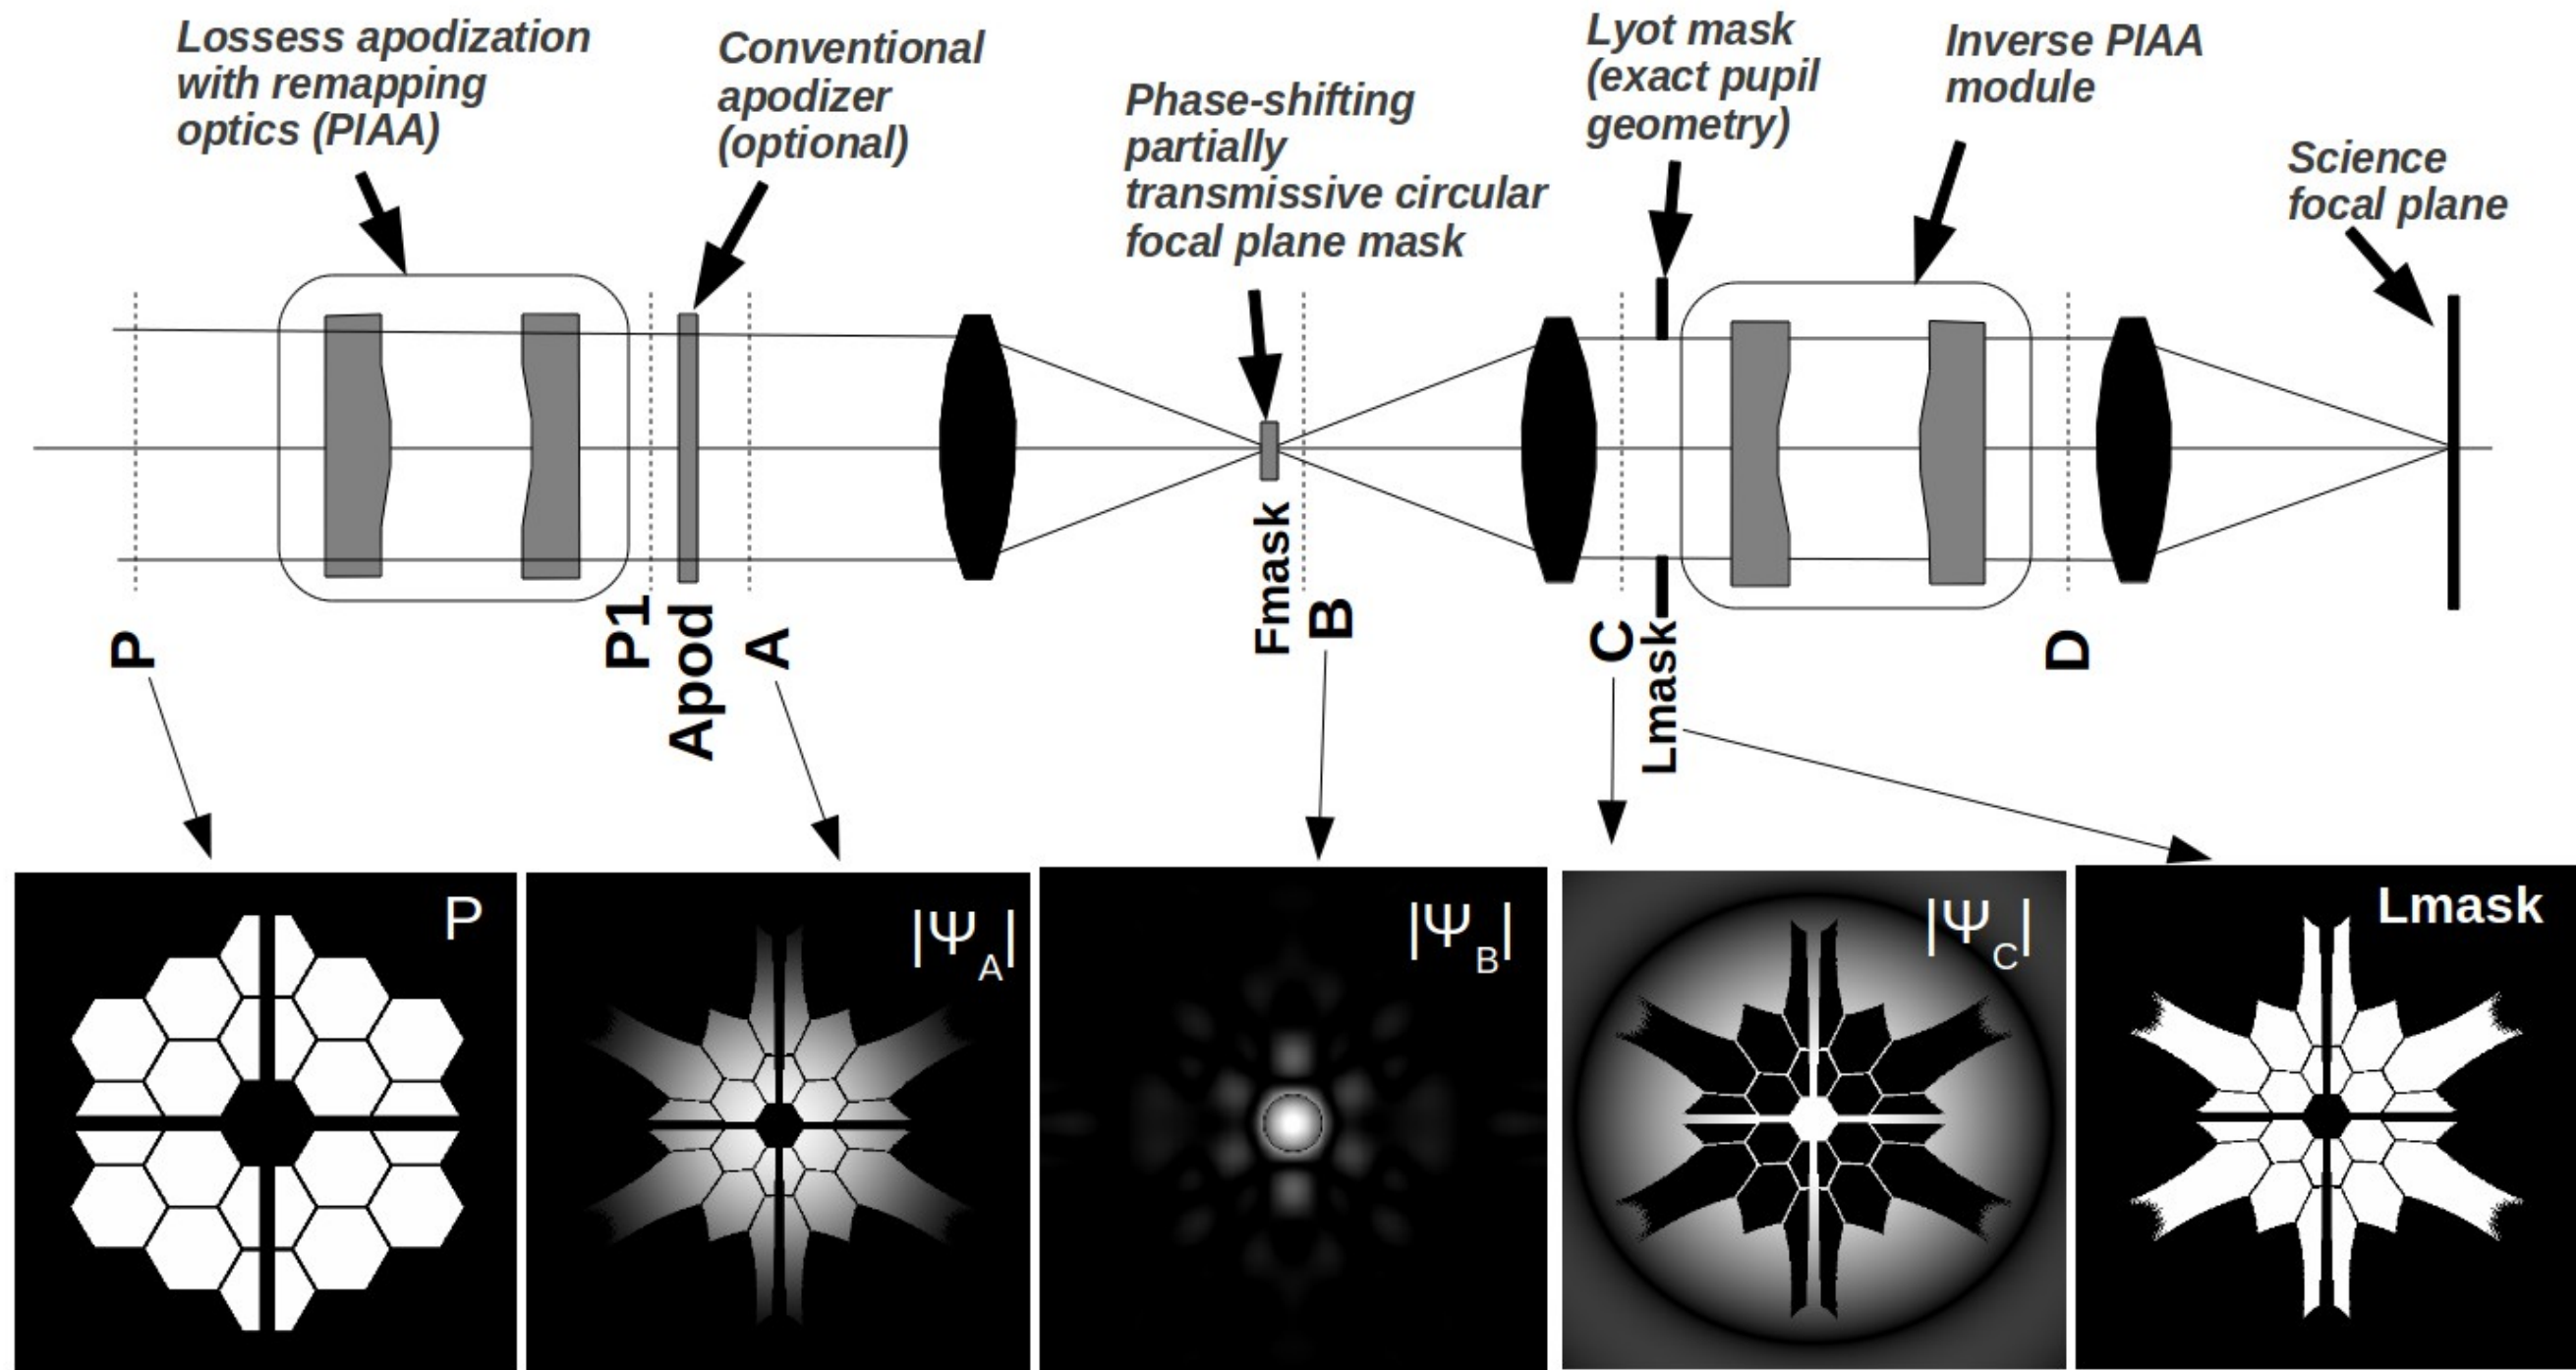 Lossess apodization
with remapping
optics (PIAA)
Conventional
apodizer
(optional)
Phase-shifting
partially
transmissive circular
focal plane mask
Lyot mask
(exact pupil
geometry)
Inverse PIAA
module
Science
focal plane
P
P1
Apod
A
Fmask
B
C
Lmask
D
P
|Ψ_A|
|Ψ_B|
|Ψ_C|
Lmask